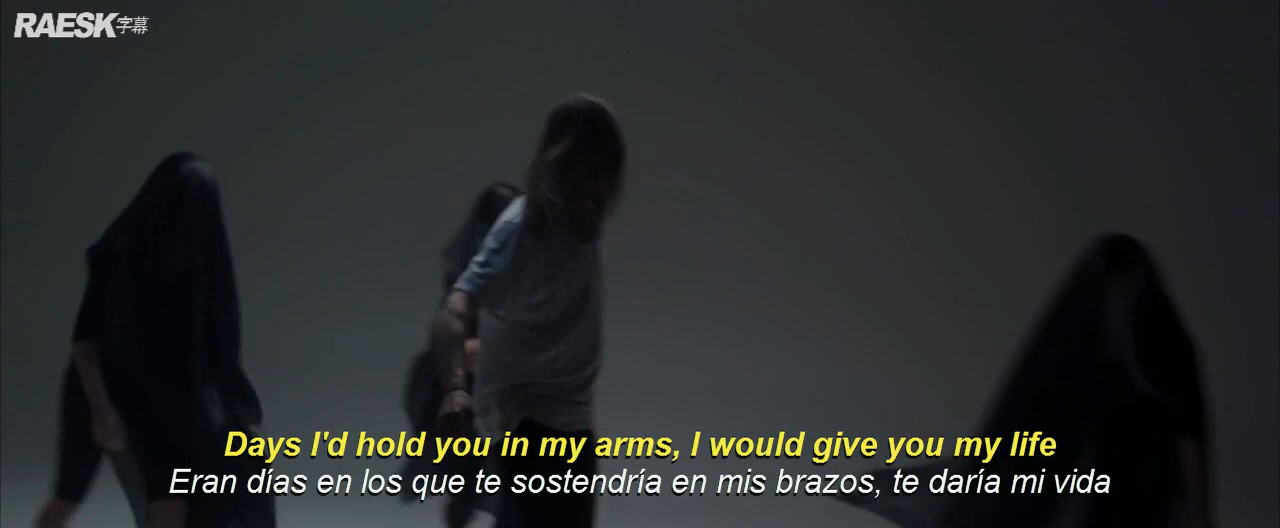 RAESK字幕
Days I'd hold you in my arms, I would give you my life
Eran días en los que te sostendría en mis brazos, te daría mi vida